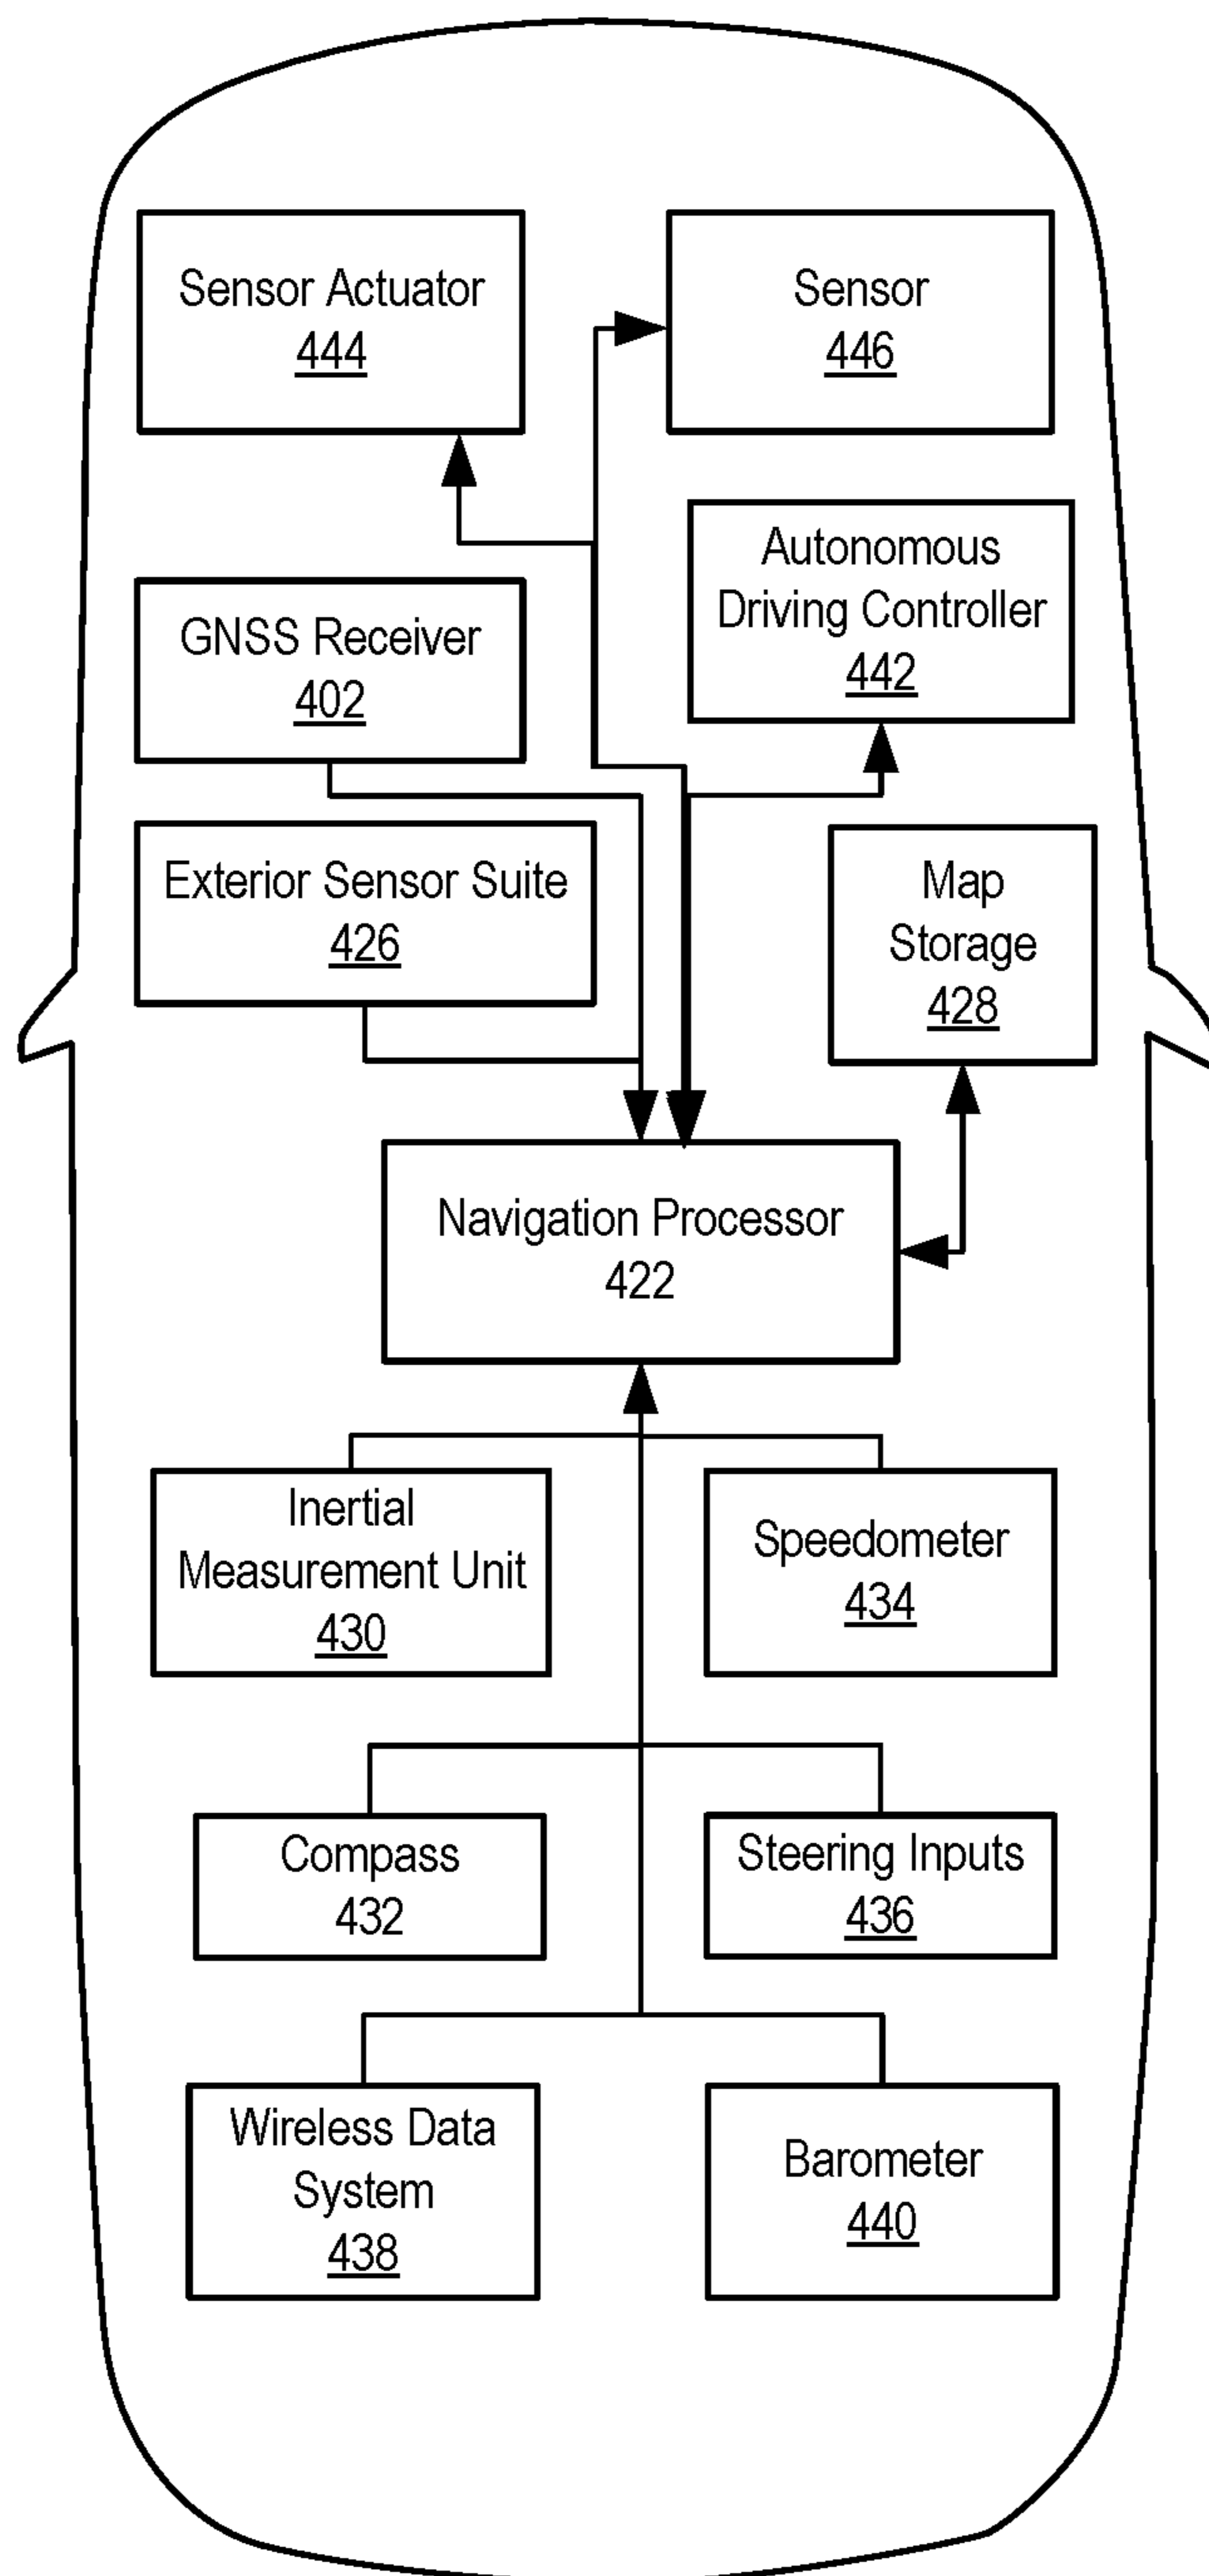 Sensor Actuator
444
Sensor
446
Autonomous
Driving Controller
442
GNSS Receiver
402
Exterior Sensor Suite
426
Map
Storage
428
Navigation Processor
422
Inertial
Measurement Unit
430
Speedometer
434
Compass
432
Steering Inputs
436
Wireless Data
System
438
Barometer
440